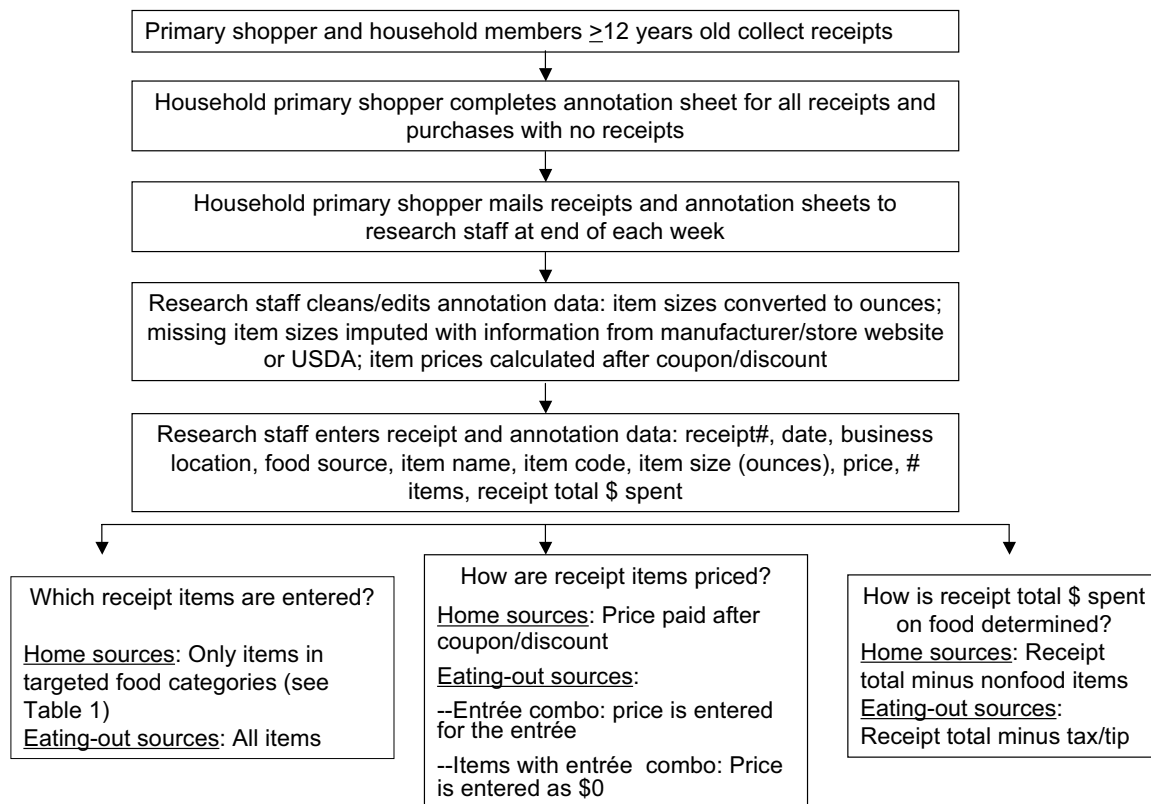 Primary shopper and household members ≥12 years old collect receipts
Household primary shopper completes annotation sheet for all receipts and
purchases with no receipts
Household primary shopper mails receipts and annotation sheets to
research staff at end of each week
Research staff cleans/edits annotation data: item sizes converted to ounces;
missing item sizes imputed with information from manufacturer/store website
or USDA; item prices calculated after coupon/discount
Research staff enters receipt and annotation data: receipt#, date, business
location, food source, item name, item code, item size (ounces), price, #
items, receipt total $ spent
Which receipt items are entered?
Home sources: Only items in
targeted food categories (see
Table 1)
Eating-out sources: All items
How are receipt items priced?
Home sources: Price paid after
coupon/discount
Eating-out sources:
--Entrée combo: price is entered
for the entrée
--Items with entrée combo: Price
is entered as $0
How is receipt total $ spent
on food determined?
Home sources: Receipt
total minus nonfood items
Eating-out sources:
Receipt total minus tax/tip